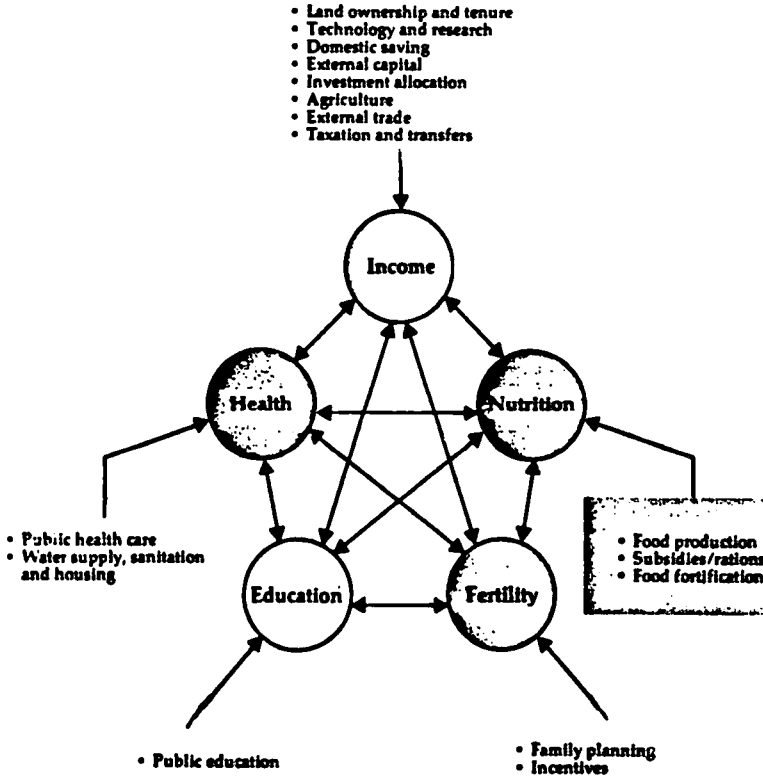 • Land ownership and tenure
• Technology and research
• Domestic saving
• External capital
• Investment allocation
• Agriculture
• External trade
• Taxation and transfers
Income
Health
Nutrition
• Public health care
• Water supply, sanitation
and housing
• Food production
• Subsidies/rations
• Food fortification
Education
Fertility
• Public education
• Family planning
• Incentives